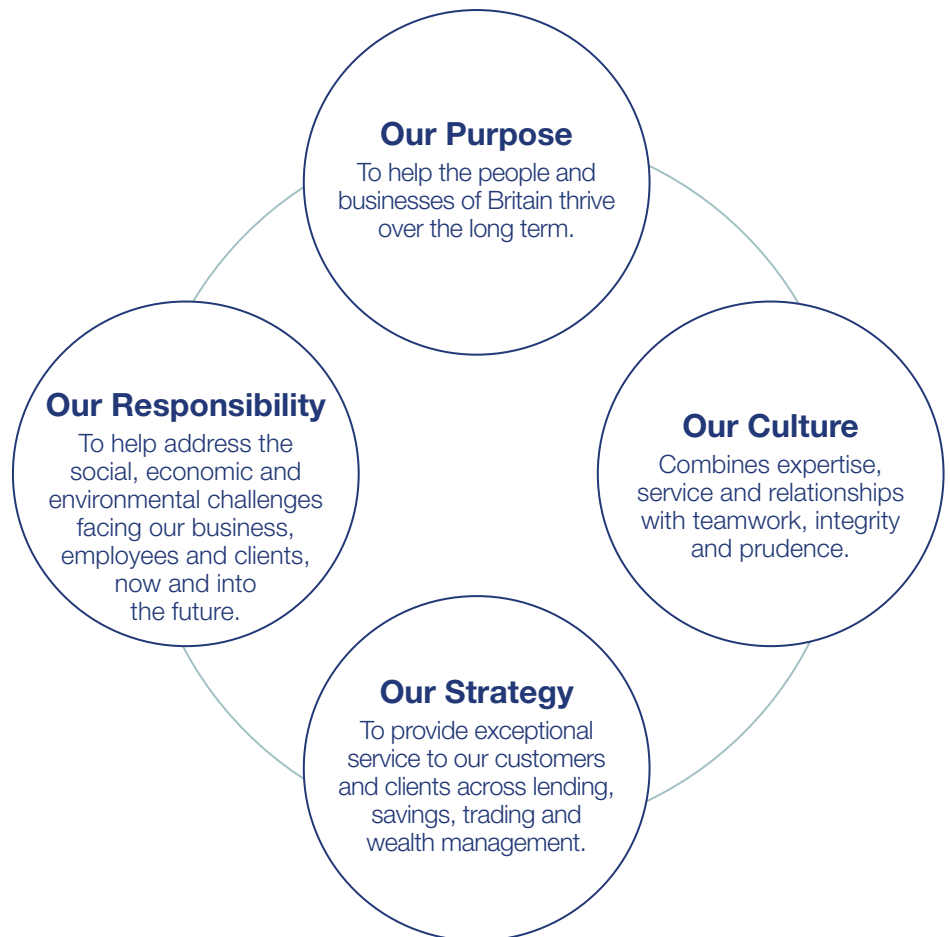 Our Purpose
To help the people and
businesses of Britain thrive
over the long term.
Our Responsibility
To help address the
social, economic and
environmental challenges
facing our business,
employees and clients,
now and into
the future.
Our Culture
Combines expertise,
service and relationships
with teamwork, integrity
and prudence.
Our Strategy
To provide exceptional
service to our customers
and clients across lending,
savings, trading and
wealth management.